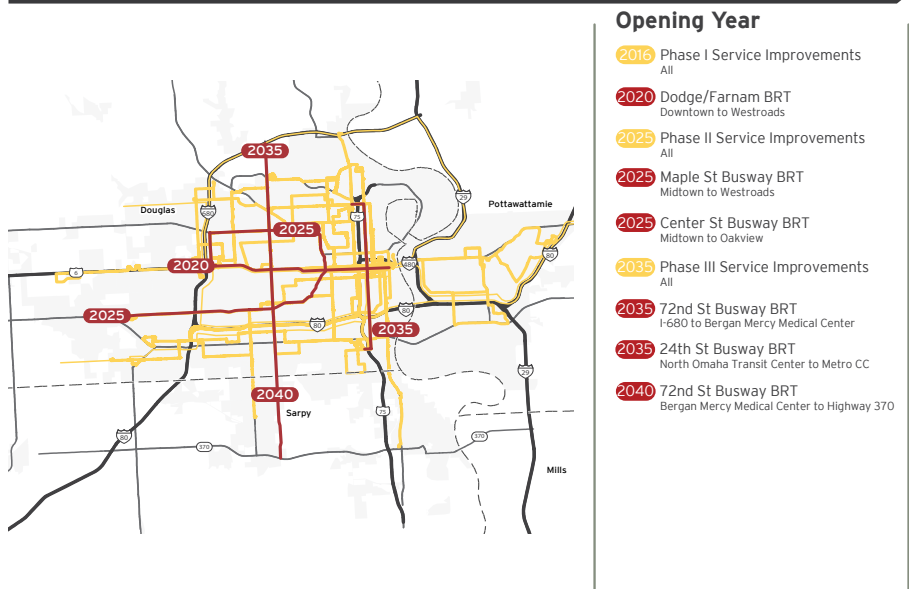 Opening Year
2016 Phase I Service Improvements
All
2020 Dodge/Farnam BRT
Downtown to Westroads
2025 Phase II Service Improvements
All
2025 Maple St Busway BRT
Midtown to Westroads
2025 Center St Busway BRT
Midtown to Oakview
2035 Phase III Service Improvements
All
2035 72nd St Busway BRT
I-680 to Bergan Mercy Medical Center
2035 24th St Busway BRT
North Omaha Transit Center to Metro CC
2040 72nd St Busway BRT
Bergan Mercy Medical Center to Highway 370
2035
29
Pottawattamie
Douglas
680
75
2025
80
2020
480
6
80
2025
80
2035
29
2040
Sarpy
75
80
370
370
Mills